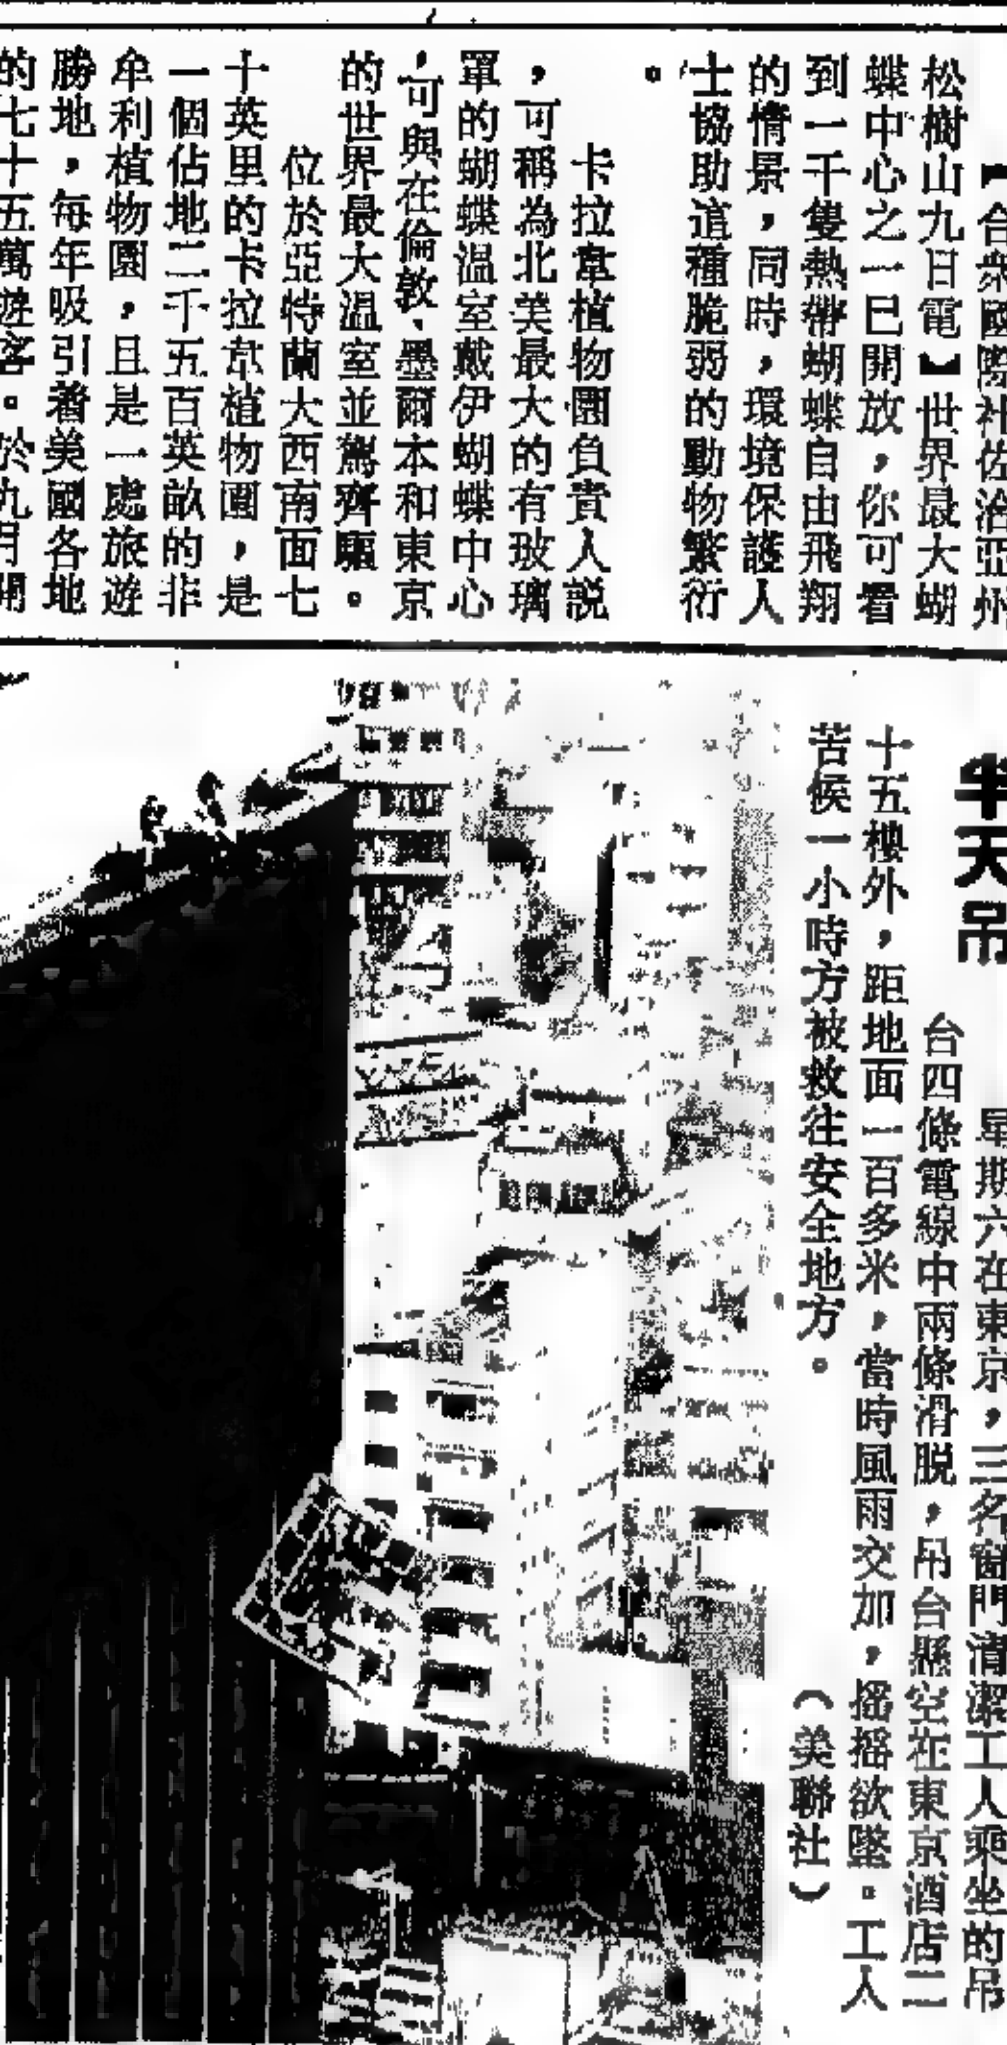 【合衆國際社佐治亞州
松樹山九日電】世界最大蝴
蝶中心之一已開放，你可看
到一千隻熱帶蝴蝶自由飛翔
的情景，同時，環境保護人
士協助這種脆弱的動物繁衍
。
卡拉韋植物園負責人説
，可稱為北美最大的有玻璃
罩的蝴蝶温室戴伊蝴蝶中心
，可與在倫敦、墨爾本和東京
的世界最大温室並駕齊驅。
位於亞特蘭大西南面七
十英里的卡拉韋植物園，是
一個佔地二千五百英畝的非
牟利植物園，且是一處旅遊
勝地，每年吸引着美國各地
的七十五萬遊客。於九月開
半天吊
星期六在東京，三名窗門清潔工人乘坐的吊
台四條電線中兩條滑脱，吊台懸空在東京酒店二
十五樓外，距地面一百多米，當時風雨交加，摇摇欲墜。工人
苦候一小時方被救往安全地方。
（美聯社）